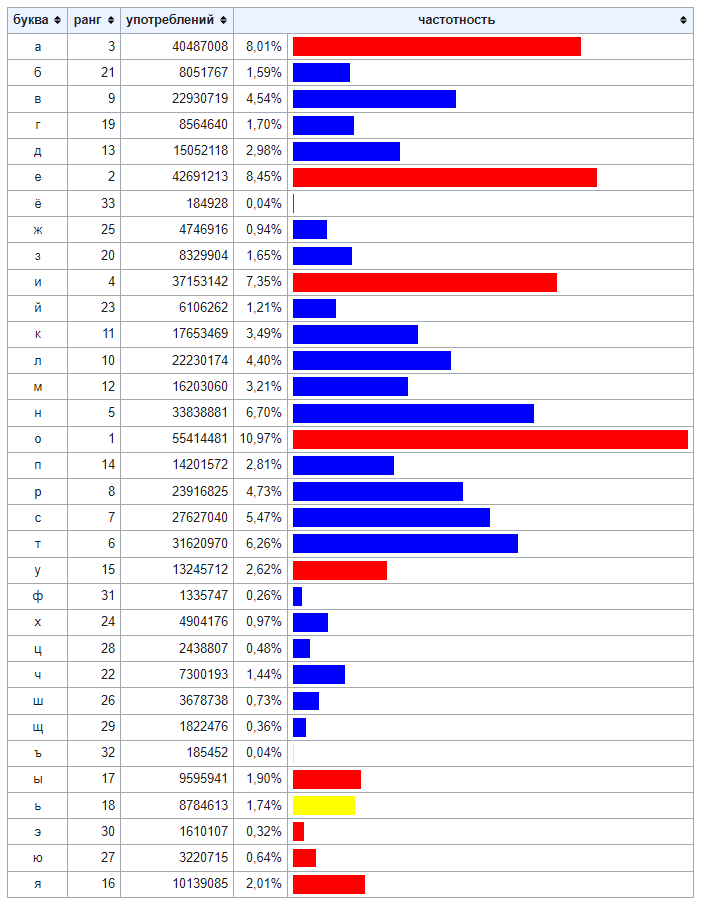 буква ранг употреблений частотность
а 3 40487008 8,01%
б 21 8051767 1,59%
в 9 22930719 4,54%
г 19 8564640 1,70%
д 13 15052118 2,98%
е 2 42691213 8,45%
ё 33 184928 0,04%
ж 25 4746916 0,94%
з 20 8329904 1,65%
и 4 37153142 7,35%
й 23 6106262 1,21%
к 11 17653469 3,49%
л 10 22230174 4,40%
м 12 16203060 3,21%
н 5 33838881 6,70%
о 1 55414481 10,97%
п 14 14201572 2,81%
р 8 23916825 4,73%
с 7 27627040 5,47%
т 6 31620970 6,26%
у 15 13245712 2,62%
ф 31 1335747 0,26%
х 24 4904176 0,97%
ц 28 2438807 0,48%
ч 22 7300193 1,44%
ш 26 3678738 0,73%
щ 29 1822476 0,36%
ъ 32 185452 0,04%
ы 17 9595941 1,90%
ь 18 8784613 1,74%
э 30 1610107 0,32%
ю 27 3220715 0,64%
я 16 10139085 2,01%